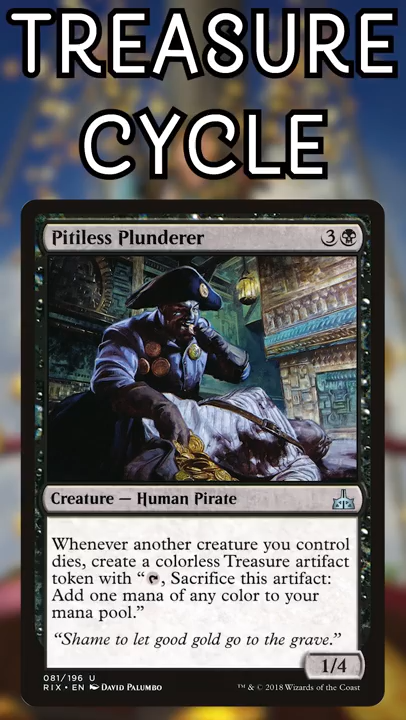 TREASURE
CYCLE
Pitiless Plunderer 3
Creature — Human Pirate
Whenever another creature you control
dies, create a colorless Treasure artifact
token with “, Sacrifice this artifact:
Add one mana of any color to your
mana pool.”
“Shame to let good gold go to the grave.”
1/4
081/196 U
RIX • EN DAVID PALUMBO ™ & © 2018 Wizards of the Coast